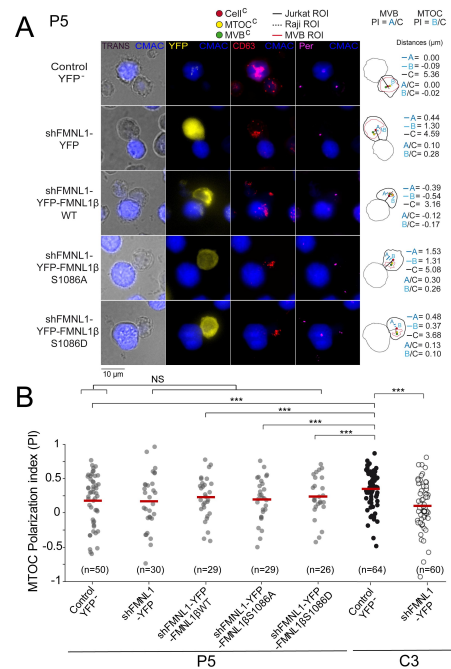 A
P5
Cell^C
MTOC^C
MVB^C
Jurkat ROI
Raji ROI
MVB ROI
MVB
PI = A/C
MTOC
PI = B/C
TRANS CMAC
YFP CMAC
CD63 CMAC
Per CMAC
Distances (µm)
Control
YFP-
A= 0.00
B= -0.09
C= 5.36
A/C= 0.00
B/C= -0.02
shFMNL1-
YFP
A= 0.44
B= 1.30
C= 4.59
A/C= 0.10
B/C= 0.28
shFMNL1-
YFP-FMNL1β
WT
A= -0.39
B= -0.54
C= 3.16
A/C= -0.12
B/C= -0.17
shFMNL1-
YFP-FMNL1β
S1086A
A= 1.53
B= 1.31
C= 5.08
A/C= 0.30
B/C= 0.26
shFMNL1-
YFP-FMNL1β
S1086D
A= 0.48
B= 0.37
C= 3.68
A/C= 0.13
B/C= 0.10
10 µm
B
NS
***
***
***
***
***
MTOC Polarization index (PI)
1
0.5
0
-0.5
-1
(n=50)
(n=30)
(n=29)
(n=29)
(n=26)
(n=64)
(n=60)
Control
YFP-
shFMNL1
-YFP
shFMNL1-YFP
-FMNL1βWT
shFMNL1-YFP
-FMNL1βS1086A
shFMNL1-YFP
-FMNL1βS1086D
Control
YFP-
shFMNL1
-YFP
P5
C3